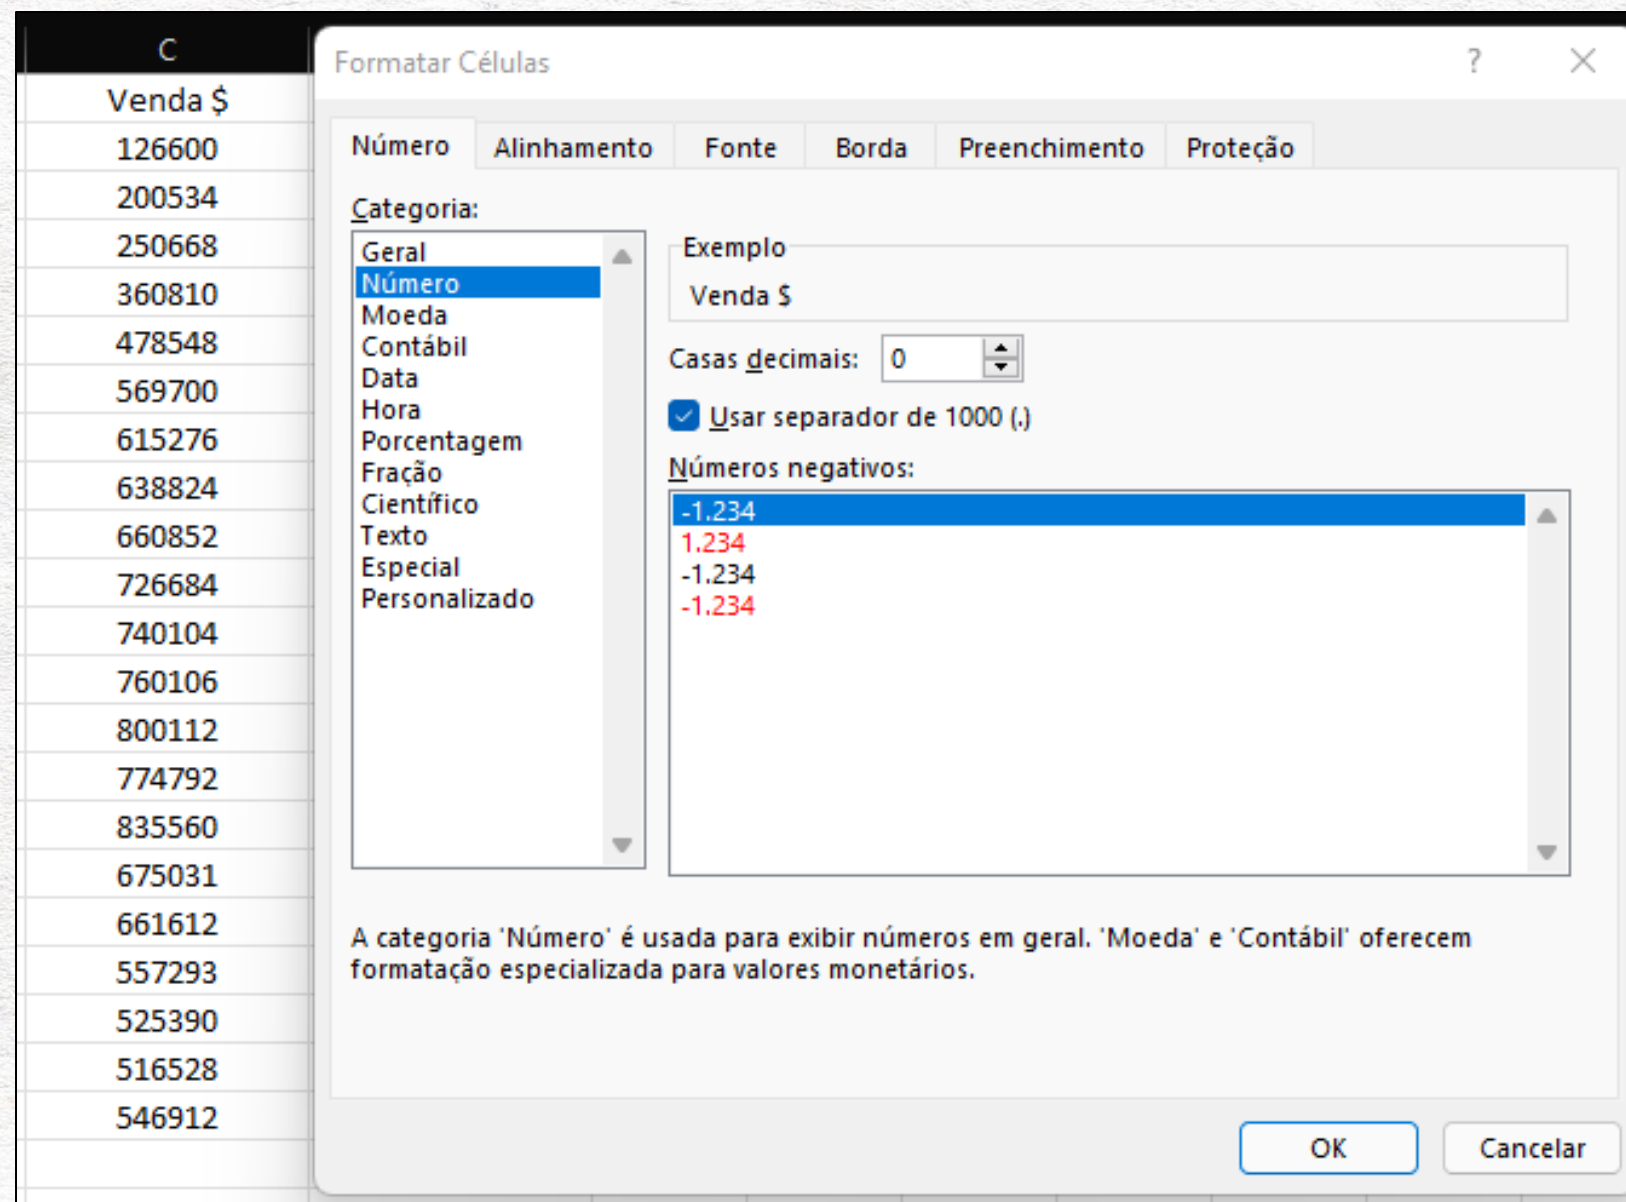 C
Venda $
126600
200534
250668
360810
478548
569700
615276
638824
660852
726684
740104
760106
800112
774792
835560
675031
661612
557293
525390
516528
546912
Formatar Células
?
Número
Alinhamento
Fonte
Borda
Preenchimento
Proteção
Categoria:
Geral
Número
Moeda
Contábil
Data
Hora
Porcentagem
Fração
Científico
Texto
Especial
Personalizado
Exemplo
Venda $
Casas decimais: 0
Usar separador de 1000 (.)
Números negativos:
-1.234
1.234
-1.234
-1.234
A categoria 'Número' é usada para exibir números em geral. 'Moeda' e 'Contábil' oferecem
formatação especializada para valores monetários.
OK
Cancelar